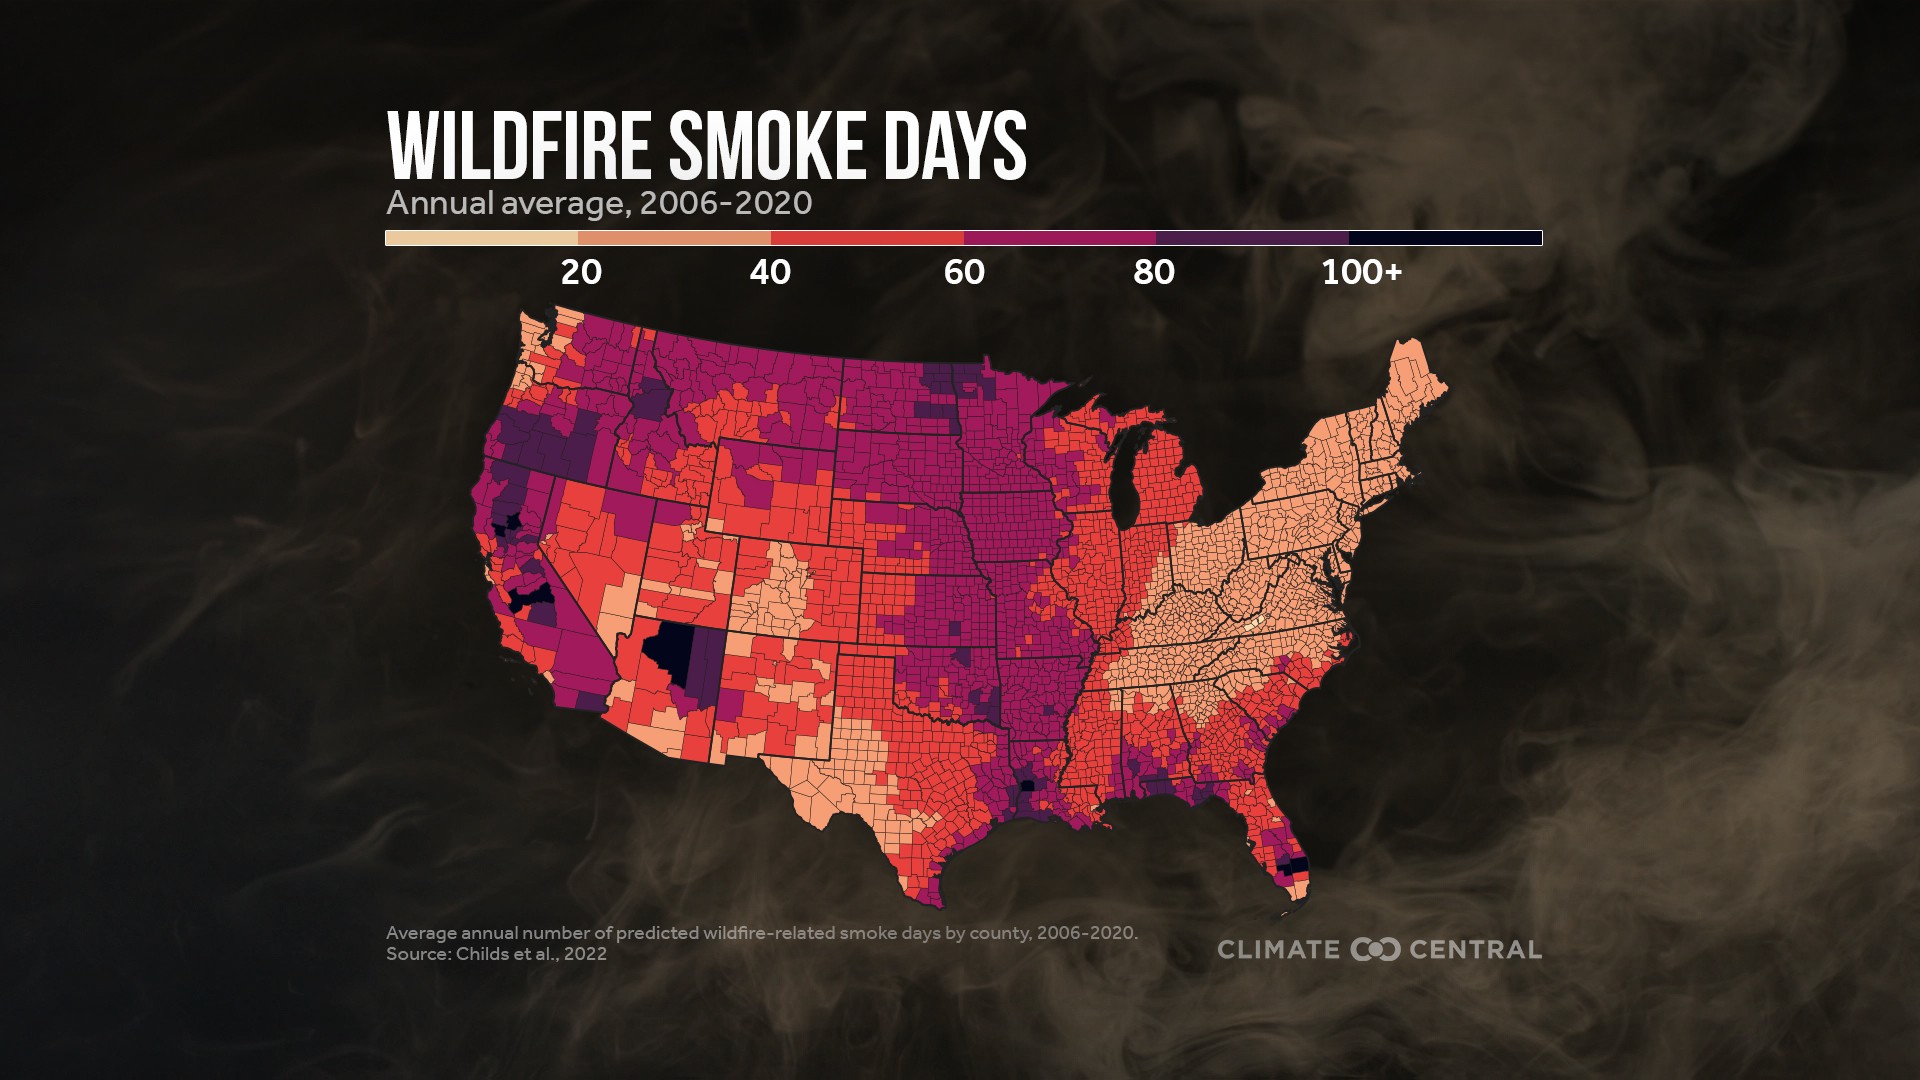 WILDFIRE SMOKE DAYS
Annual average, 2006-2020
20 40 60 80 100+
Average annual number of predicted wildfire-related smoke days by county, 2006-2020.
Source: Childs et al., 2022
CLIMATE CENTRAL